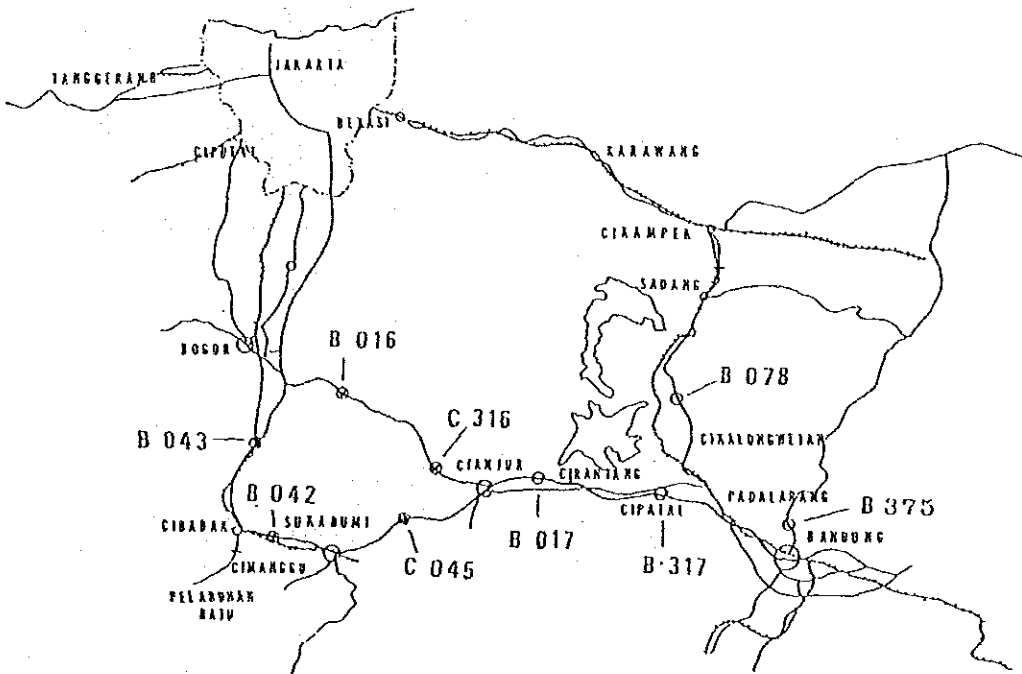 JAKARTA
TANGGERANG
BEKASI
CIPUTAT
KARAWANG
CIKAMPEK
SADANG
BOGOR
B 016
B 078
B 043
C 316
CIKALONGWETAN
CIANJUR
CIRANJANG
B 042
PADALARANG
B 375
CIBADAK
SUKABUMI
CIPATAT
BANDUNG
B 017
CIMANGGU
C 045
B·317
PELABUHAN
RATU